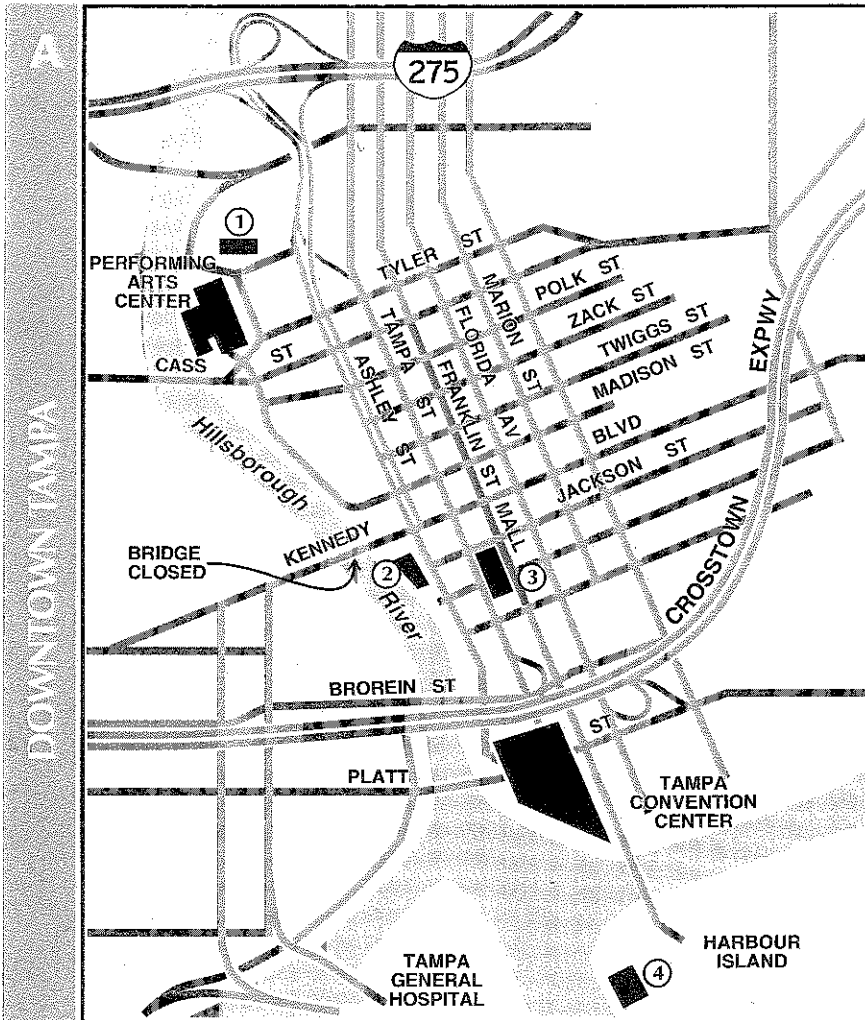 A
DOWNTOWN TAMPA
275
1
PERFORMING
ARTS
CENTER
TYLER ST
MARION ST
POLK ST
ZACK ST
TWIGGS ST
MADISON ST
EXPWY
CASS ST
TAMPA ST
FLORIDA AV
ASHLEY ST
FRANKLIN ST MALL
Hillsborough
River
KENNEDY BLVD
JACKSON ST
BRIDGE
CLOSED
2
3
CROSSTOWN
BROREIN ST
PLATT ST
TAMPA
CONVENTION
CENTER
TAMPA
GENERAL
HOSPITAL
4
HARBOUR
ISLAND